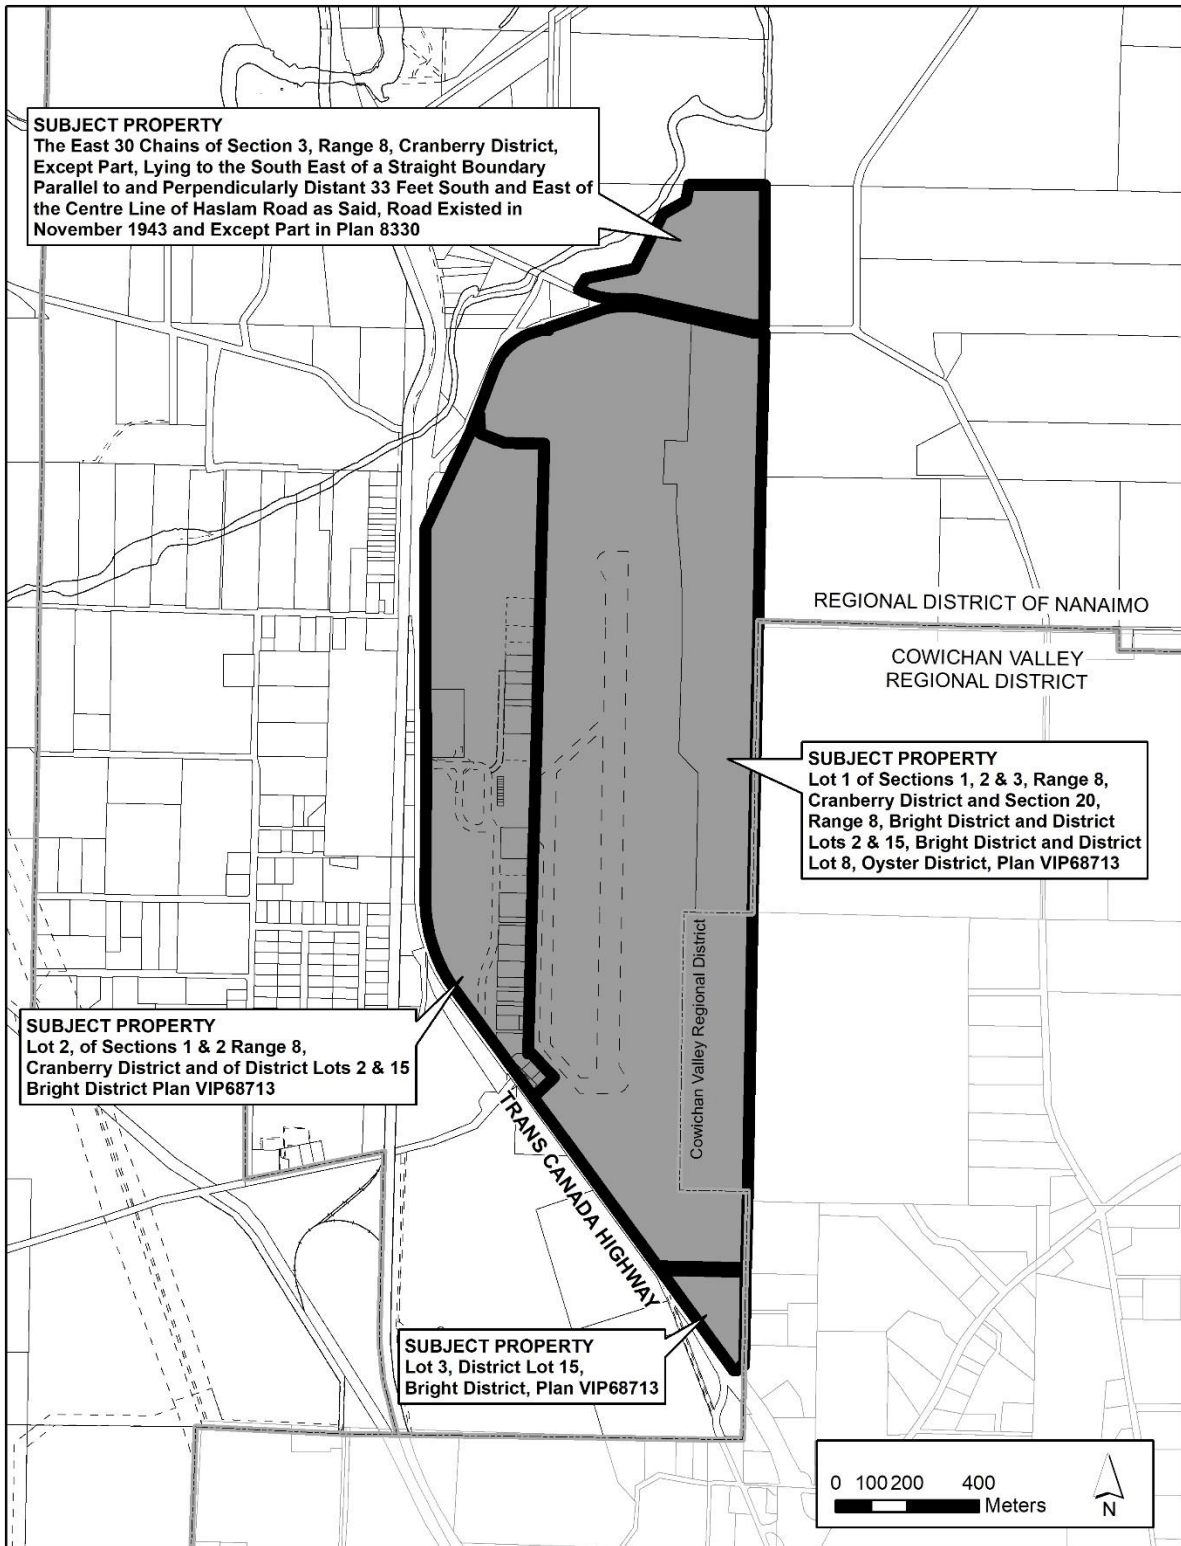 SUBJECT PROPERTY
The East 30 Chains of Section 3, Range 8, Cranberry District,
Except Part, Lying to the South East of a Straight Boundary
Parallel to and Perpendicularly Distant 33 Feet South and East of
the Centre Line of Haslam Road as Said, Road Existed in
November 1943 and Except Part in Plan 8330
REGIONAL DISTRICT OF NANAIMO
COWICHAN VALLEY
REGIONAL DISTRICT
SUBJECT PROPERTY
Lot 1 of Sections 1, 2 & 3, Range 8,
Cranberry District and Section 20,
Range 8, Bright District and District
Lots 2 & 15, Bright District and District
Lot 8, Oyster District, Plan VIP68713
Cowichan Valley Regional District
SUBJECT PROPERTY
Lot 2, of Sections 1 & 2 Range 8,
Cranberry District and of District Lots 2 & 15
Bright District Plan VIP68713
TRANS CANADA HIGHWAY
SUBJECT PROPERTY
Lot 3, District Lot 15,
Bright District, Plan VIP68713
0 100 200 400
Meters
N